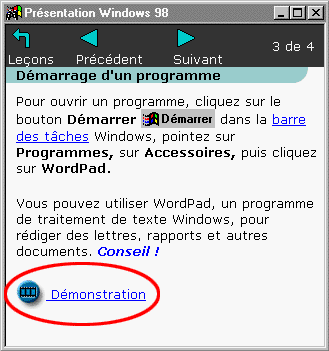 Présentation Windows 98
Leçons Précédent Suivant 3 de 4
Démarrage d'un programme
Pour ouvrir un programme, cliquez sur le
bouton Démarrer Démarrer dans la barre
des tâches Windows, pointez sur
Programmes, sur Accessoires, puis cliquez
sur WordPad.
Vous pouvez utiliser WordPad, un programme
de traitement de texte Windows, pour
rédiger des lettres, rapports et autres
documents. Conseil !
Démonstration